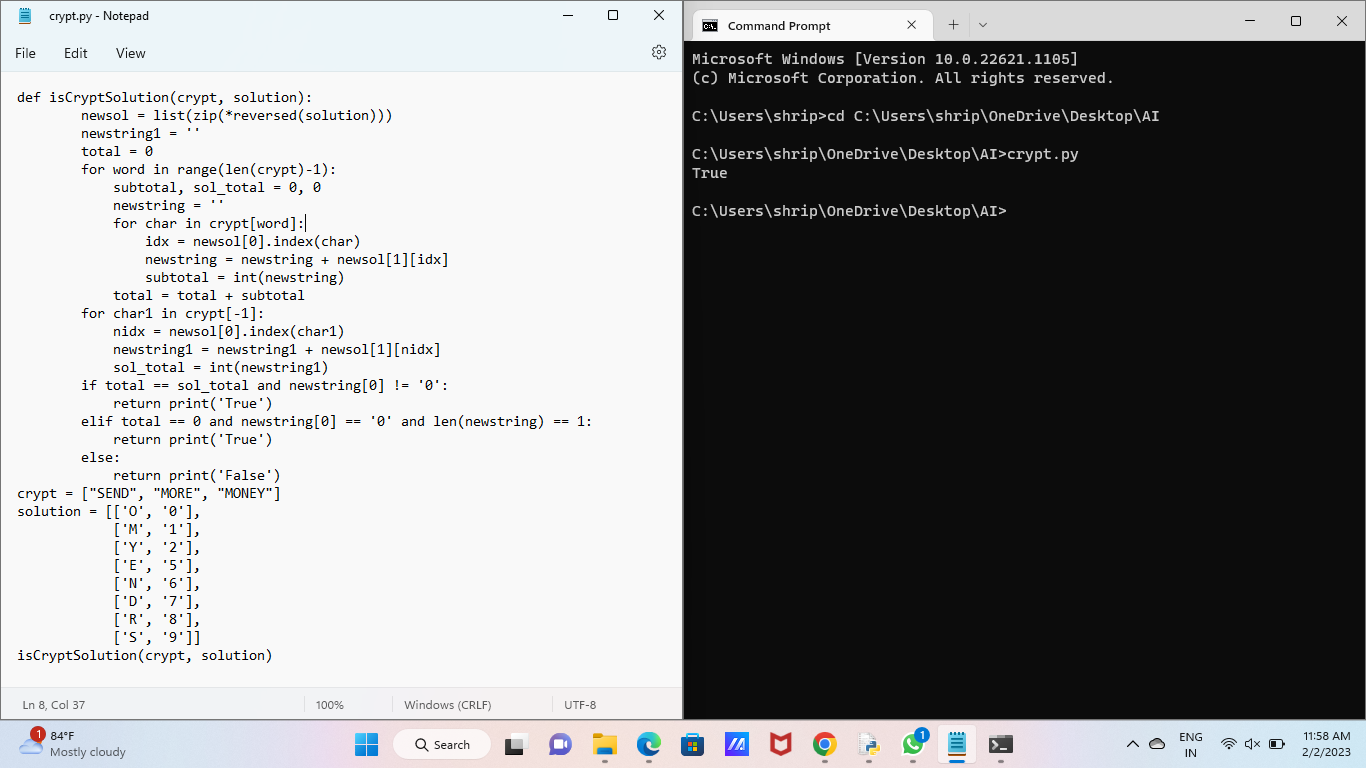 crypt.py - Notepad
File Edit View
def isCryptSolution(crypt, solution):
        newsol = list(zip(*reversed(solution)))
        newstring1 = ''
        total = 0
        for word in range(len(crypt)-1):
            subtotal, sol_total = 0, 0
            newstring = ''
            for char in crypt[word]:
                idx = newsol[0].index(char)
                newstring = newstring + newsol[1][idx]
                subtotal = int(newstring)
            total = total + subtotal
        for char1 in crypt[-1]:
            nidx = newsol[0].index(char1)
            newstring1 = newstring1 + newsol[1][nidx]
            sol_total = int(newstring1)
        if total == sol_total and newstring[0] != '0':
            return print('True')
        elif total == 0 and newstring[0] == '0' and len(newstring) == 1:
            return print('True')
        else:
            return print('False')
crypt = ["SEND", "MORE", "MONEY"]
solution = [['O', '0'],
            ['M', '1'],
            ['Y', '2'],
            ['E', '5'],
            ['N', '6'],
            ['D', '7'],
            ['R', '8'],
            ['S', '9']]
isCryptSolution(crypt, solution)
Ln 8, Col 37 100% Windows (CRLF) UTF-8
Command Prompt
Microsoft Windows [Version 10.0.22621.1105]
(c) Microsoft Corporation. All rights reserved.
C:\Users\shrip>cd C:\Users\shrip\OneDrive\Desktop\AI
C:\Users\shrip\OneDrive\Desktop\AI>crypt.py
True
C:\Users\shrip\OneDrive\Desktop\AI>
1
84°F
Mostly cloudy
Search
1
ENG
IN
11:58 AM
2/2/2023